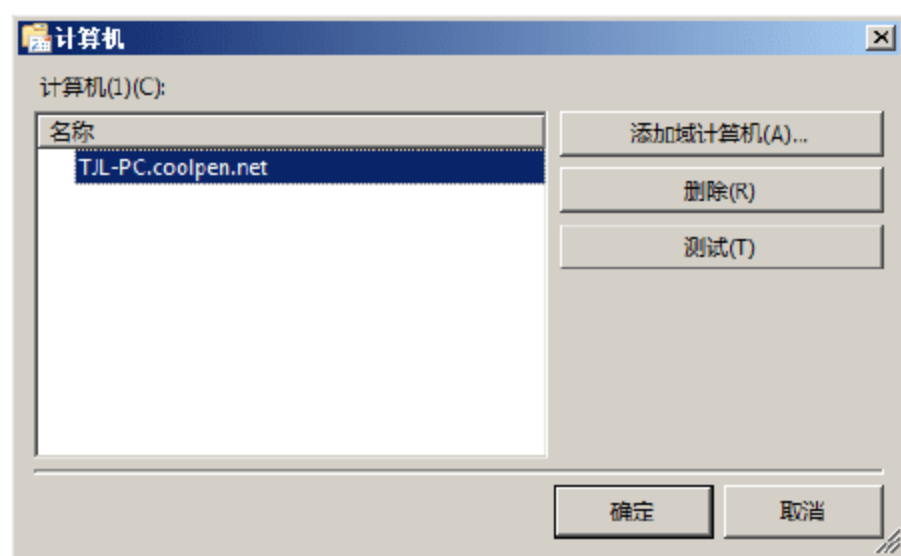 计算机
计算机(1)(C):
名称
添加域计算机(A)...
TJL-PC.coolpen.net
删除(R)
测试(T)
确定
取消